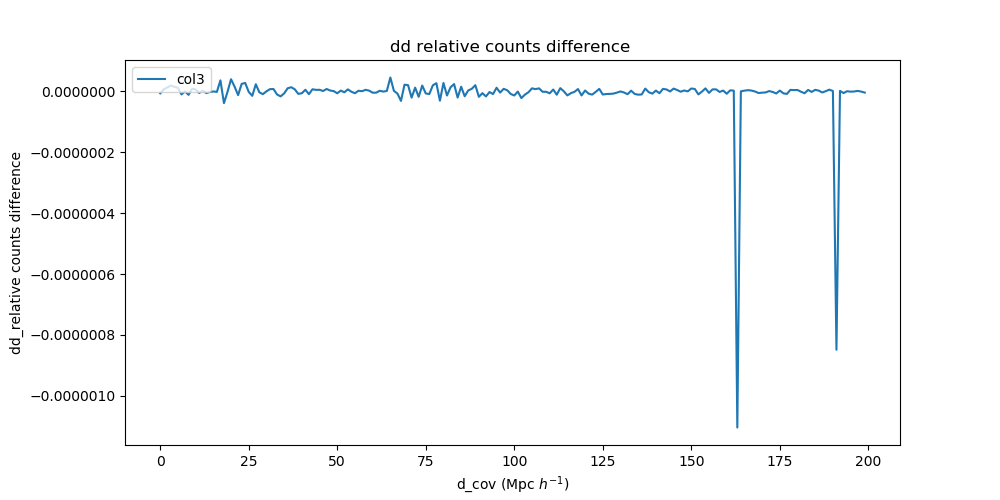 dd relative counts difference
col3
0.0000000
−0.0000002
−0.0000004
−0.0000006
−0.0000008
−0.0000010
dd_relative counts difference
0 25 50 75 100 125 150 175 200
d_cov (Mpc h⁻¹)